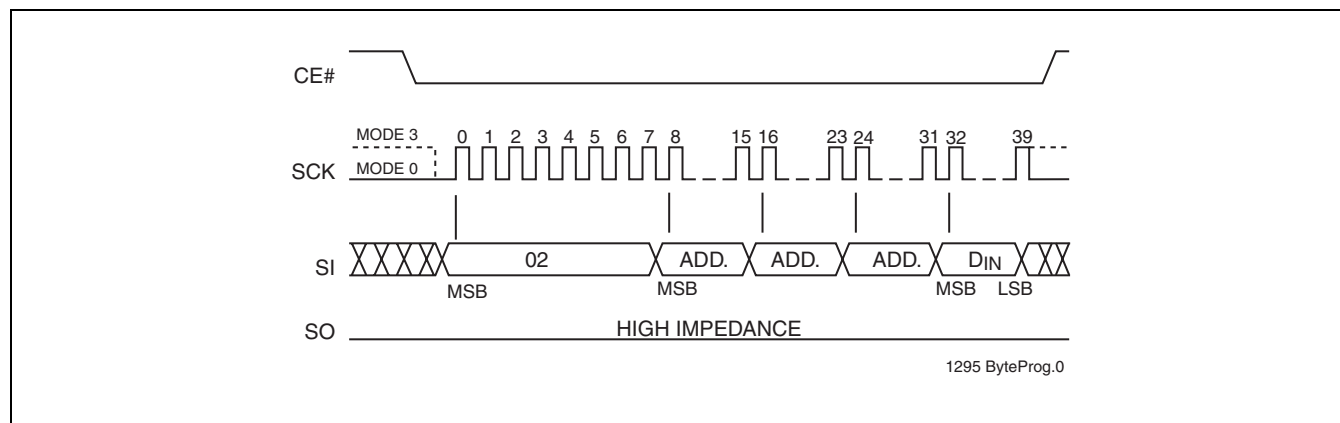 CE#
MODE 3 0 1 2 3 4 5 6 7 8 15 16 23 24 31 32 39
SCK MODE 0
SI 02 ADD. ADD. ADD. DIN
MSB MSB MSB LSB
SO HIGH IMPEDANCE
1295 ByteProg.0